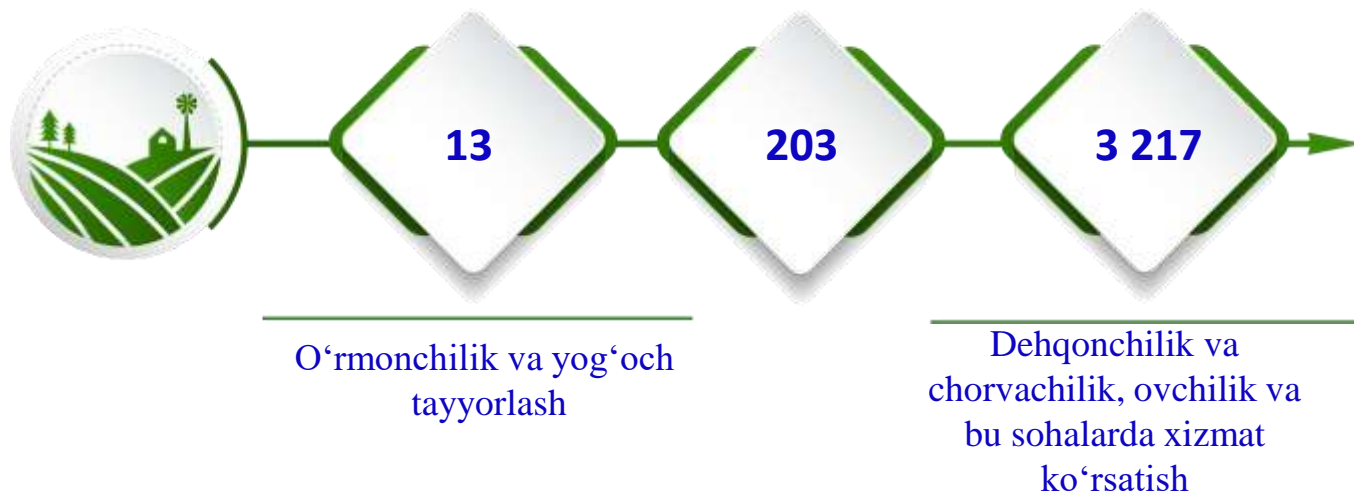 13
203
3 217
O‘rmonchilik va yog‘och
tayyorlash
Dehqonchilik va
chorvachilik, ovchilik va
bu sohalarda xizmat
ko‘rsatish